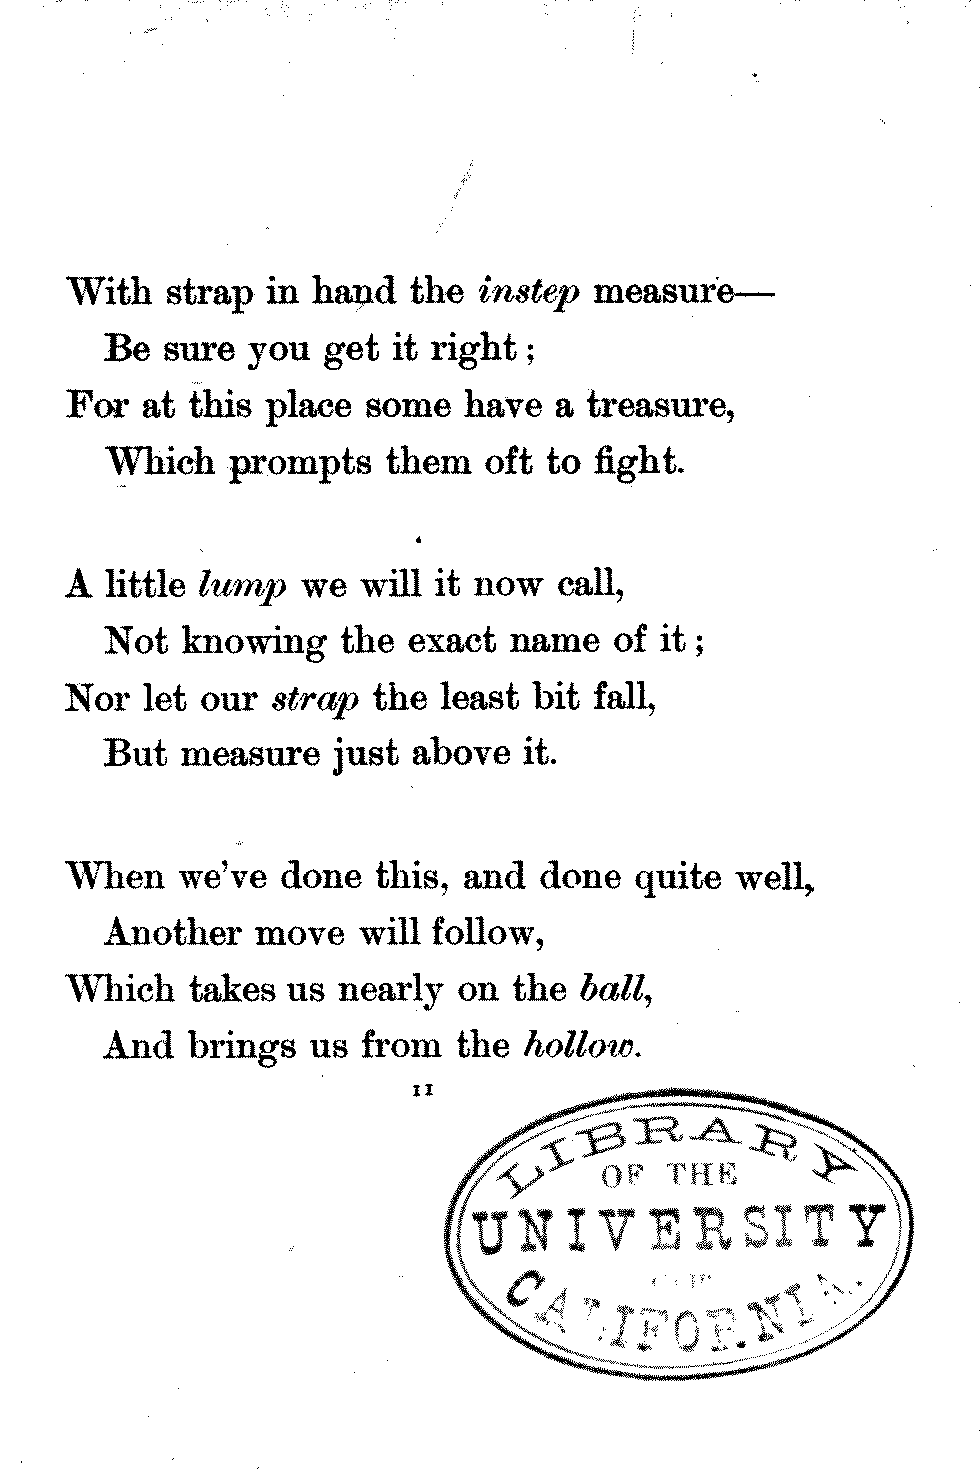 With strap in hand the instep measure—
Be sure you get it right;
For at this place some have a treasure,
Which prompts them oft to fight.
A little lump we will it now call,
Not knowing the exact name of it;
Nor let our strap the least bit fall,
But measure just above it.
When we've done this, and done quite well,
Another move will follow,
Which takes us nearly on the ball,
And brings us from the hollow.
11
LIBRARY
OF THE
UNIVERSITY
OF
CALIFORNIA.